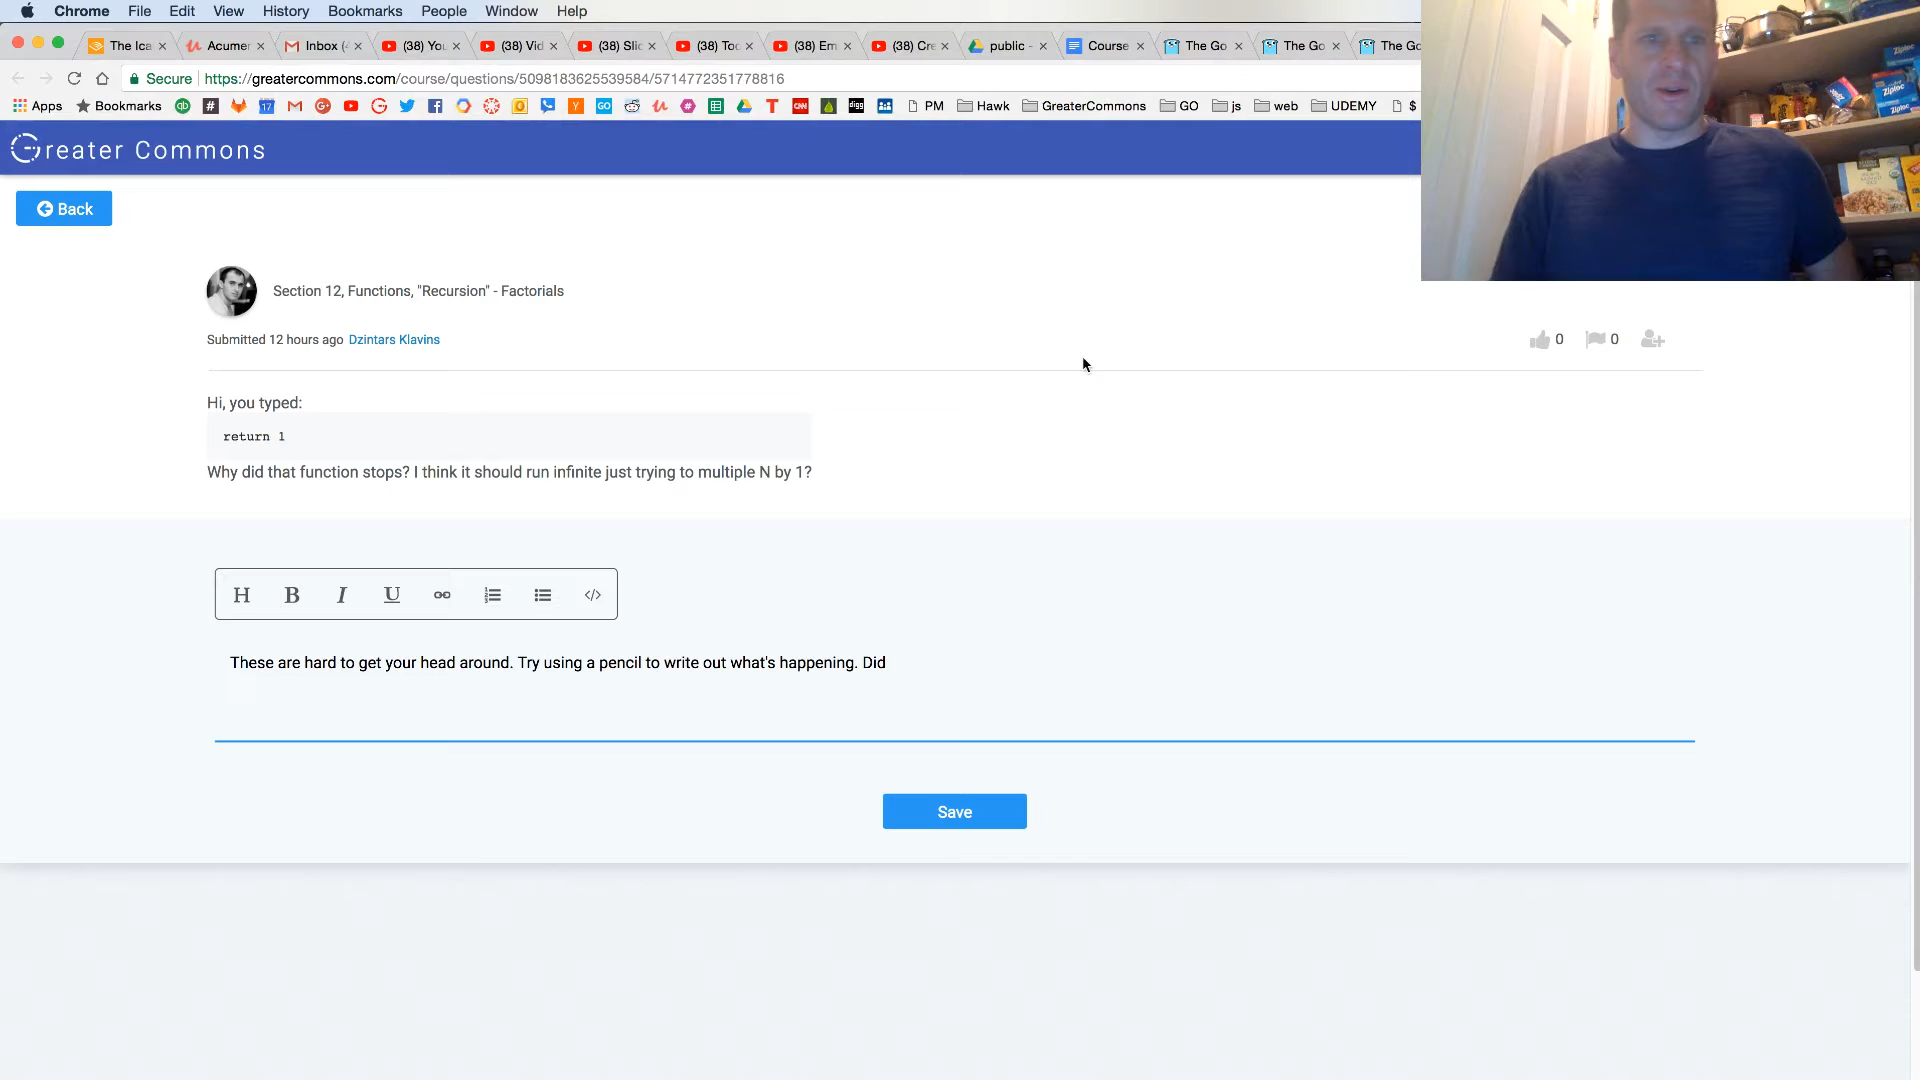 Chrome File Edit View History Bookmarks People Window Help
The Ica Acumer Inbox (4 (38) You (38) Vid (38) Slic (38) Too (38) Em (38) Cre public - Course The Go The Go The Go
Secure https://greatercommons.com/course/questions/5098183625539584/5714772351778816
Apps Bookmarks PM Hawk GreaterCommons GO js web UDEMY $
Greater Commons
Back
Section 12, Functions, "Recursion" - Factorials
Submitted 12 hours ago Dzintars Klavins
0 0
Hi, you typed:
return 1
Why did that function stops? I think it should run infinite just trying to multiple N by 1?
H B I U </>
These are hard to get your head around. Try using a pencil to write out what's happening. Did
Save